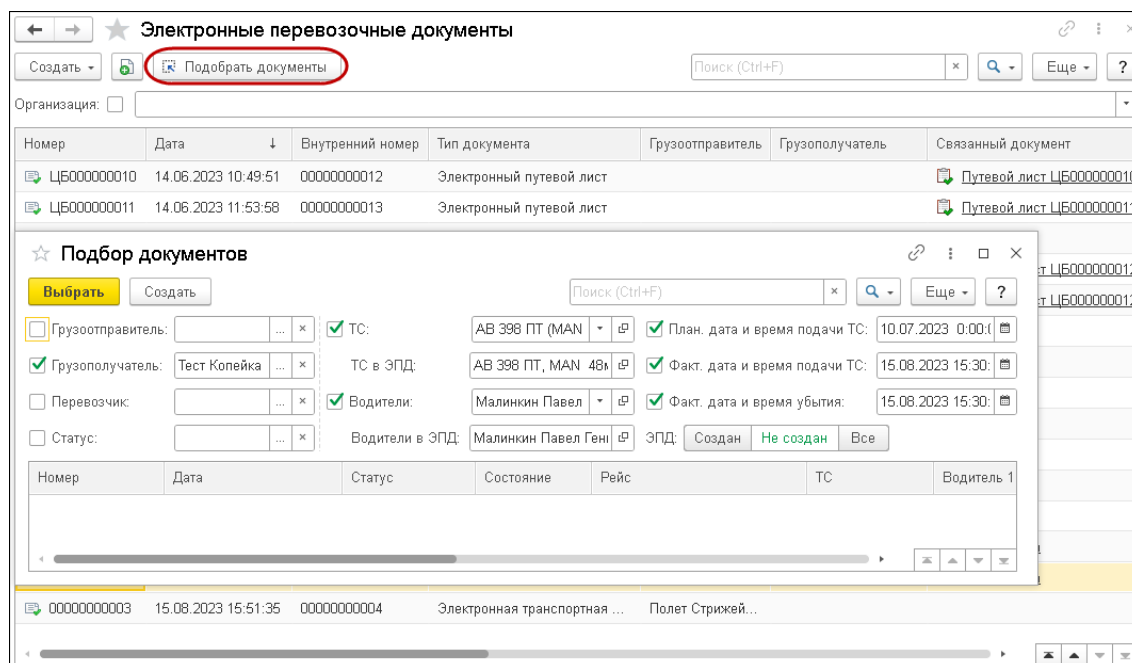 Электронные перевозочные документы
Создать Подобрать документы Поиск (Ctrl+F) × Еще ?
Организация:
Номер Дата ↓ Внутренний номер Тип документа Грузоотправитель Грузополучатель Связанный документ
ЦБ000000010 14.06.2023 10:49:51 00000000012 Электронный путевой лист Путевой лист ЦБ000000010
ЦБ000000011 14.06.2023 11:53:58 00000000013 Электронный путевой лист Путевой лист ЦБ000000011
Подбор документов
ст ЦБ000000012
Выбрать Создать Поиск (Ctrl+F) × Еще ?
ст ЦБ000000012
Грузоотправитель: ... × ТС: АВ 398 ПТ (MAN План. дата и время подачи ТС: 10.07.2023 0:00:(
Грузополучатель: Тест Копейка ... × ТС в ЭПД: АВ 398 ПТ, MAN 48 Факт. дата и время подачи ТС: 15.08.2023 15:30:
Перевозчик: ... × Водители: Малинкин Павел Факт. дата и время убытия: 15.08.2023 15:30:
Статус: ... × Водители в ЭПД: Малинкин Павел Ген ЭПД: Создан Не создан Все
Номер Дата Статус Состояние Рейс ТС Водитель 1
00000000003 15.08.2023 15:51:35 00000000004 Электронная транспортная ... Полет Стрижей...